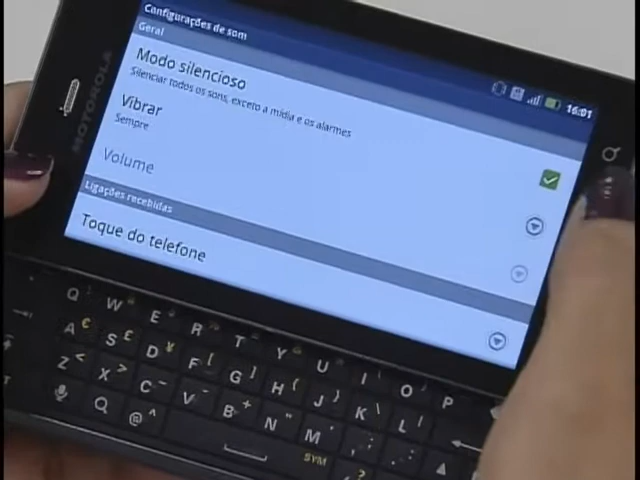 Configurações de som
16:01
Geral
Modo silencioso
Silenciar todos os sons, exceto a mídia e os alarmes
Vibrar
Sempre
Volume
Ligações recebidas
Toque do telefone
MOTOROLA
Q W E R T Y U I O P
A € S £ D ¥ F [ G ] H ( J ) K \ L
Z < X > C - V B + N " M
@ ^ SYM ?